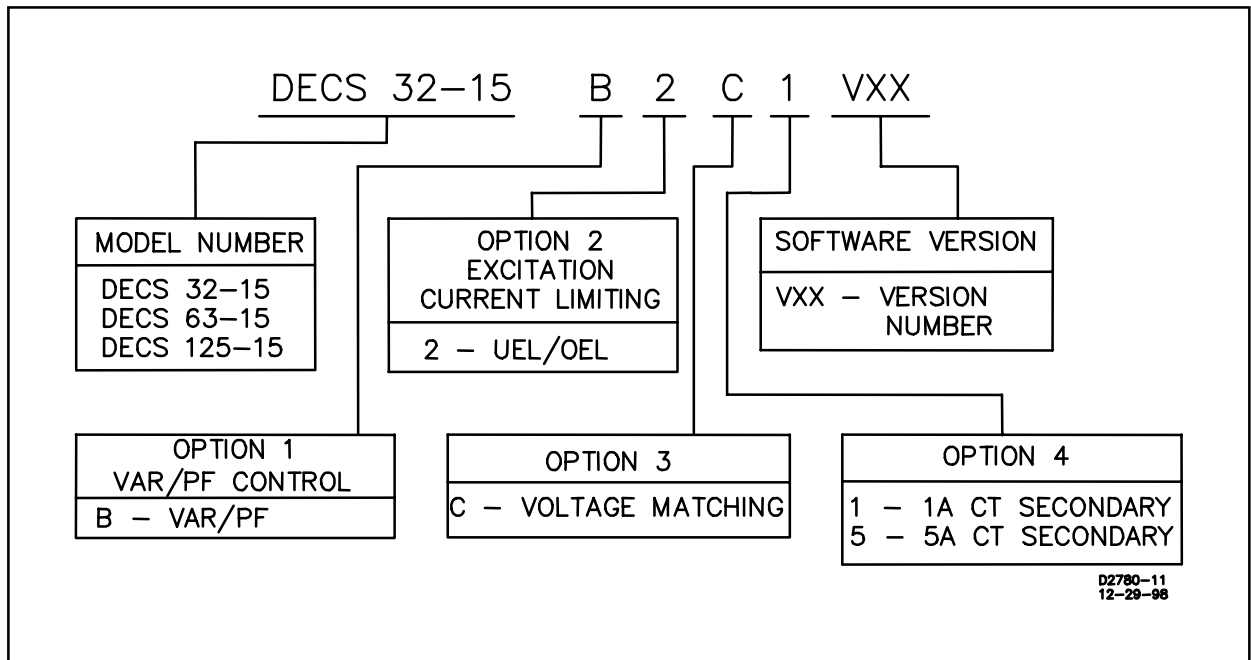 DECS 32-15 B 2 C 1 VXX
MODEL NUMBER
DECS 32-15
DECS 63-15
DECS 125-15
OPTION 2
EXCITATION
CURRENT LIMITING
2 - UEL/OEL
SOFTWARE VERSION
VXX - VERSION
NUMBER
OPTION 1
VAR/PF CONTROL
B - VAR/PF
OPTION 3
C - VOLTAGE MATCHING
OPTION 4
1 - 1A CT SECONDARY
5 - 5A CT SECONDARY
D2780-11
12-29-98